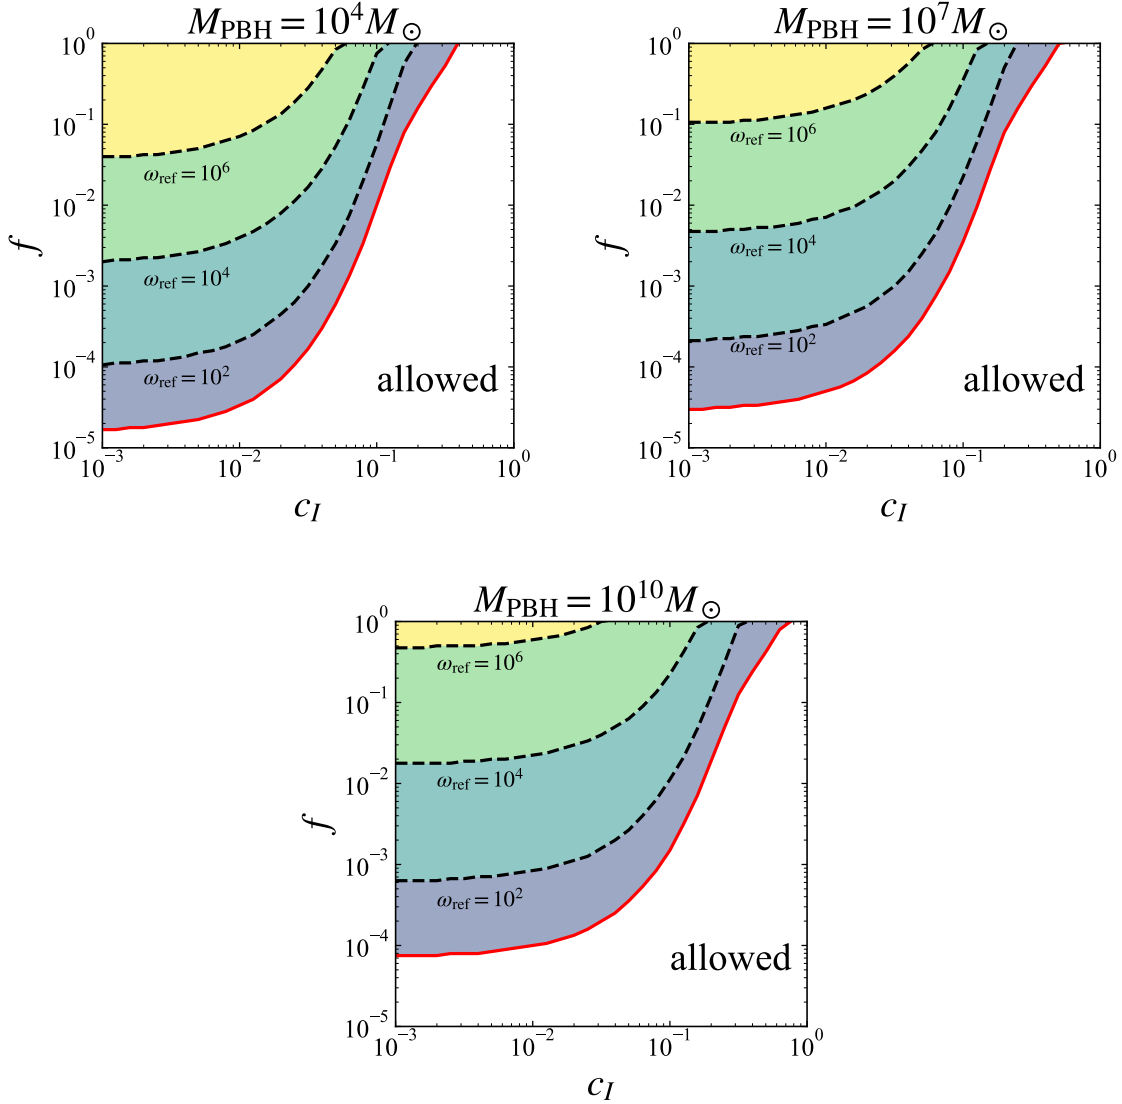 M_PBH = 10^4 M_⊙
10^0
10^−1
10^−2
10^−3
10^−4
10^−5
f
ω_ref = 10^6
ω_ref = 10^4
ω_ref = 10^2
allowed
10^−3 10^−2 10^−1 10^0
c_I
M_PBH = 10^7 M_⊙
10^0
10^−1
10^−2
10^−3
10^−4
10^−5
f
ω_ref = 10^6
ω_ref = 10^4
ω_ref = 10^2
allowed
10^−3 10^−2 10^−1 10^0
c_I
M_PBH = 10^10 M_⊙
10^0
10^−1
10^−2
10^−3
10^−4
10^−5
f
ω_ref = 10^6
ω_ref = 10^4
ω_ref = 10^2
allowed
10^−3 10^−2 10^−1 10^0
c_I